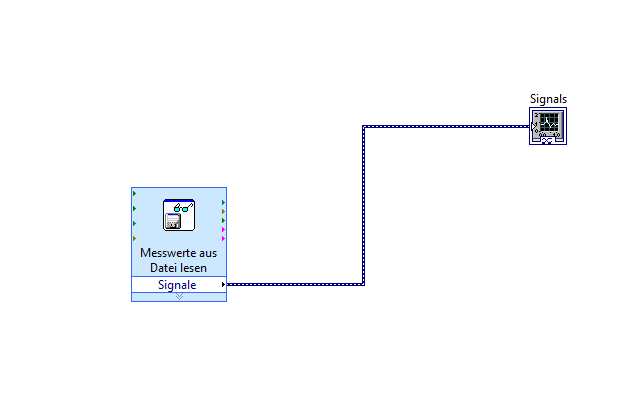 Signals
Messwerte aus
Datei lesen
Signale